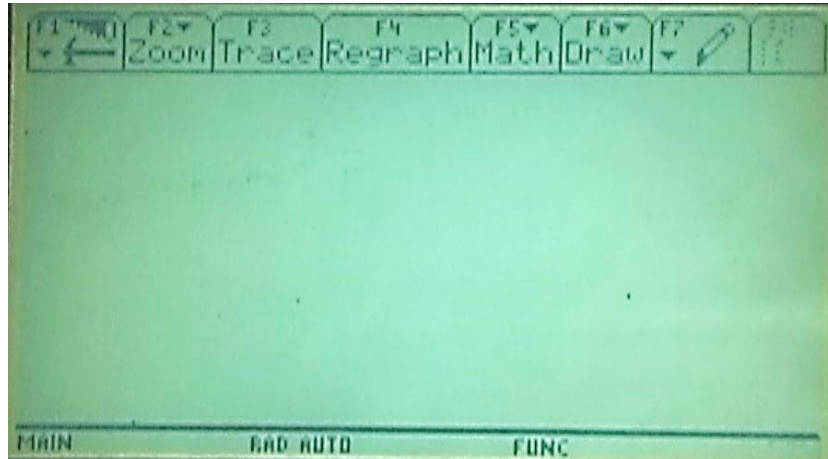 F1 F2 F3 F4 F5 F6 F7
Zoom Trace Regraph Math Draw
MAIN RAD AUTO FUNC